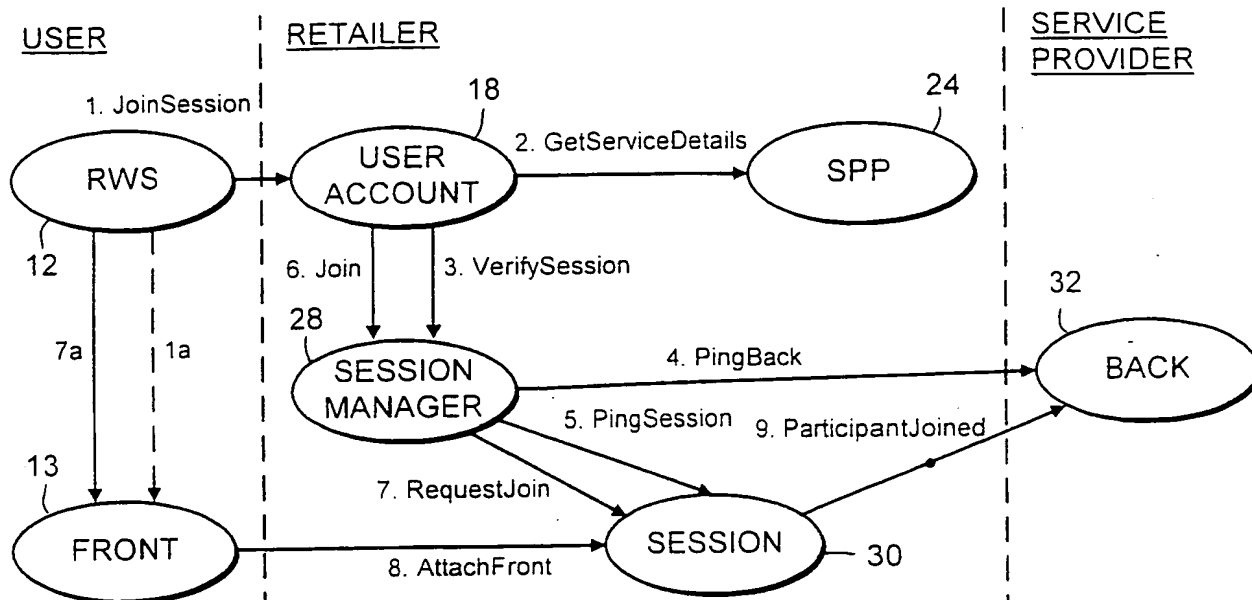 USER
RETAILER
SERVICE
PROVIDER
1. JoinSession
18
24
2. GetServiceDetails
RWS
USER
ACCOUNT
SPP
12
6. Join
3. VerifySession
28
32
7a
1a
4. PingBack
SESSION
MANAGER
BACK
5. PingSession
9. ParticipantJoined
13
7. RequestJoin
FRONT
SESSION
8. AttachFront
30